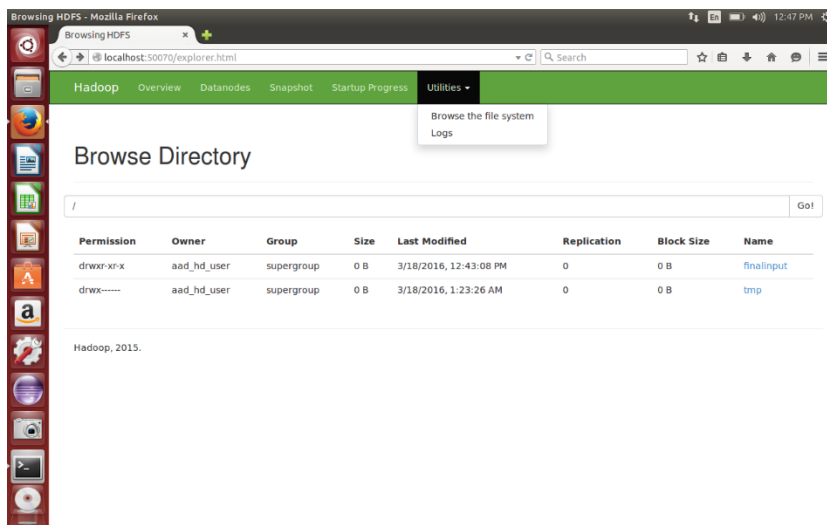 Browsing HDFS - Mozilla Firefox
En 12:47 PM
Browsing HDFS
localhost:50070/explorer.html
Search
Hadoop Overview Datanodes Snapshot Startup Progress Utilities
Browse the file system
Logs
Browse Directory
/ Go!
Permission Owner Group Size Last Modified Replication Block Size Name
drwxr-xr-x aad_hd_user supergroup 0 B 3/18/2016, 12:43:08 PM 0 0 B finalinput
drwx------ aad_hd_user supergroup 0 B 3/18/2016, 1:23:26 AM 0 0 B tmp
Hadoop, 2015.